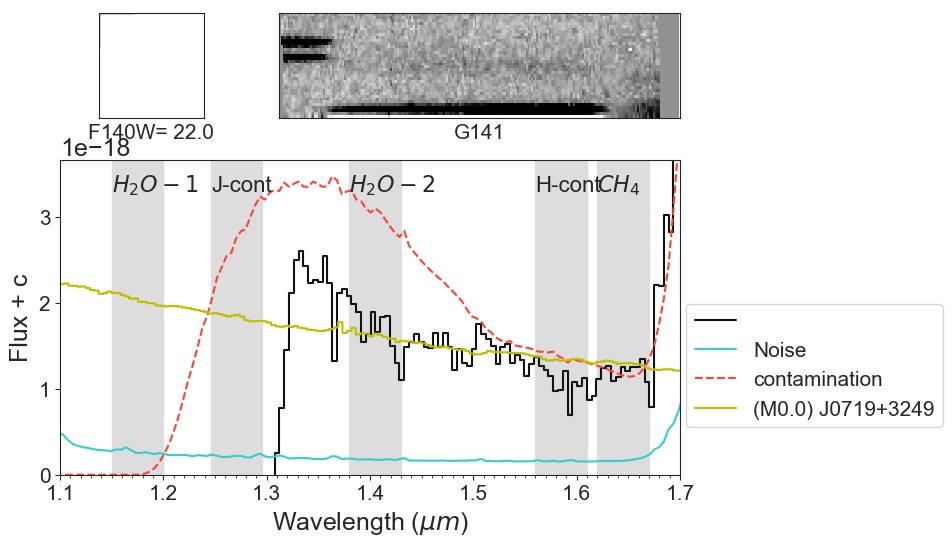 F140W= 22.0
G141
1e−18
H₂O − 1
J-cont
H₂O − 2
H-cont
CH₄
Flux + c
3
2
1
0
1.1
1.2
1.3
1.4
1.5
1.6
1.7
Wavelength (μm)
Noise
contamination
(M0.0) J0719+3249